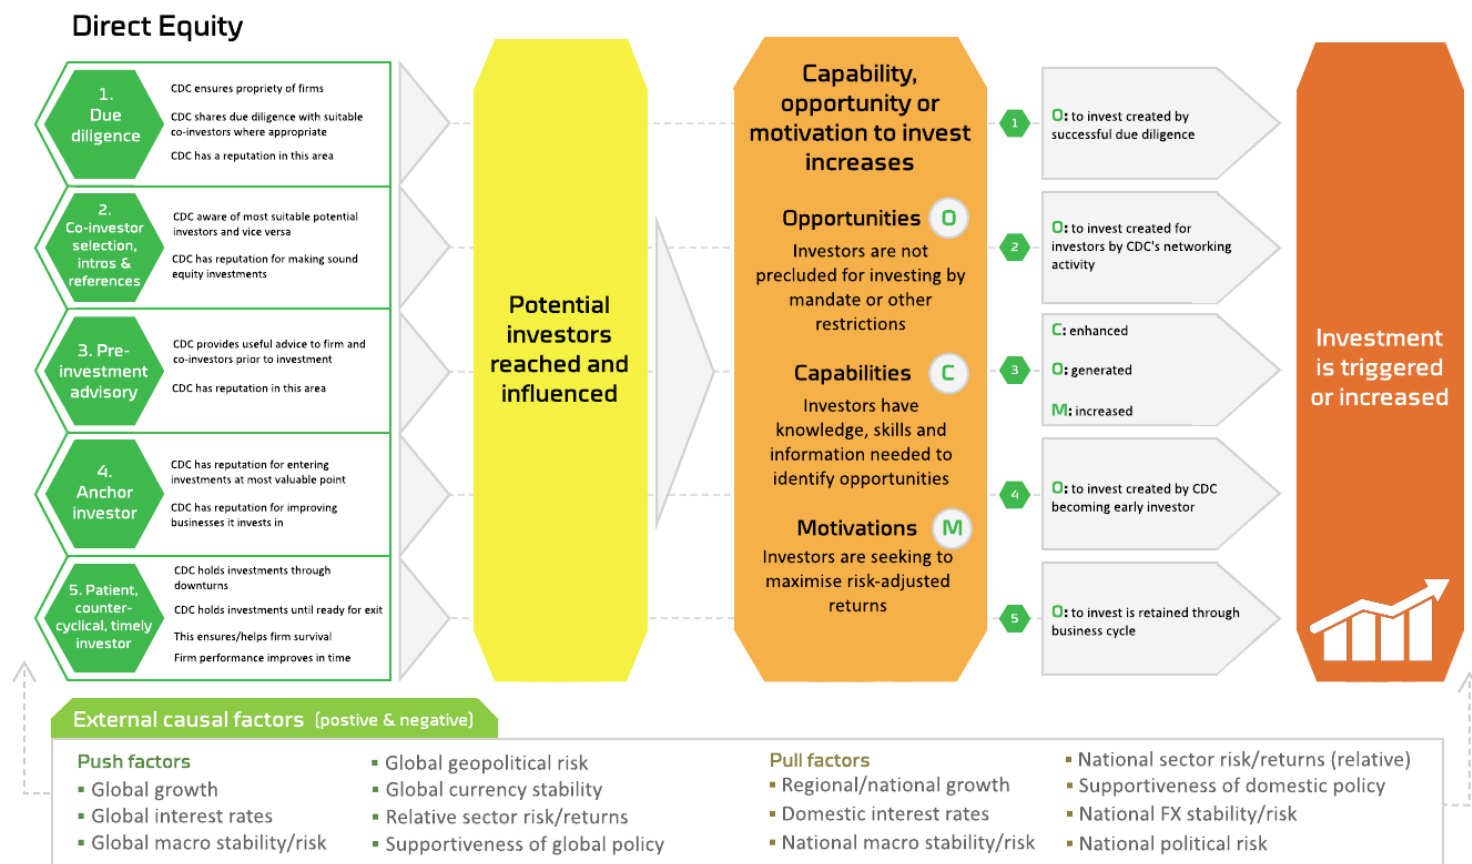 Direct Equity
1.
Due
diligence
CDC ensures propriety of firms
CDC shares due diligence with suitable
co-investors where appropriate
CDC has a reputation in this area
2.
Co-investor
selection,
intros &
references
CDC aware of most suitable potential
investors and vice versa
CDC has reputation for making sound
equity investments
3. Pre-
investment
advisory
CDC provides useful advice to firm and
co-investors prior to investment
CDC has reputation in this area
4.
Anchor
investor
CDC has reputation for entering
investments at most valuable point
CDC has reputation for improving
businesses it invests in
5. Patient,
counter-
cyclical, timely
investor
CDC holds investments through
downturns
CDC holds investments until ready for exit
This ensures/helps firm survival
Firm performance improves in time
Potential
investors
reached and
influenced
Capability,
opportunity or
motivation to invest
increases
Opportunities O
Investors are not
precluded for investing by
mandate or other
restrictions
Capabilities C
Investors have
knowledge, skills and
information needed to
identify opportunities
Motivations M
Investors are seeking to
maximise risk-adjusted
returns
1
O: to invest created by
successful due diligence
2
O: to invest created for
investors by CDC's networking
activity
3
C: enhanced
O: generated
M: increased
4
O: to invest created by CDC
becoming early investor
5
O: to invest is retained through
business cycle
Investment
is triggered
or increased
External causal factors (postive & negative)
Push factors
▪ Global growth
▪ Global interest rates
▪ Global macro stability/risk
▪ Global geopolitical risk
▪ Global currency stability
▪ Relative sector risk/returns
▪ Supportiveness of global policy
Pull factors
▪ Regional/national growth
▪ Domestic interest rates
▪ National macro stability/risk
▪ National sector risk/returns (relative)
▪ Supportiveness of domestic policy
▪ National FX stability/risk
▪ National political risk